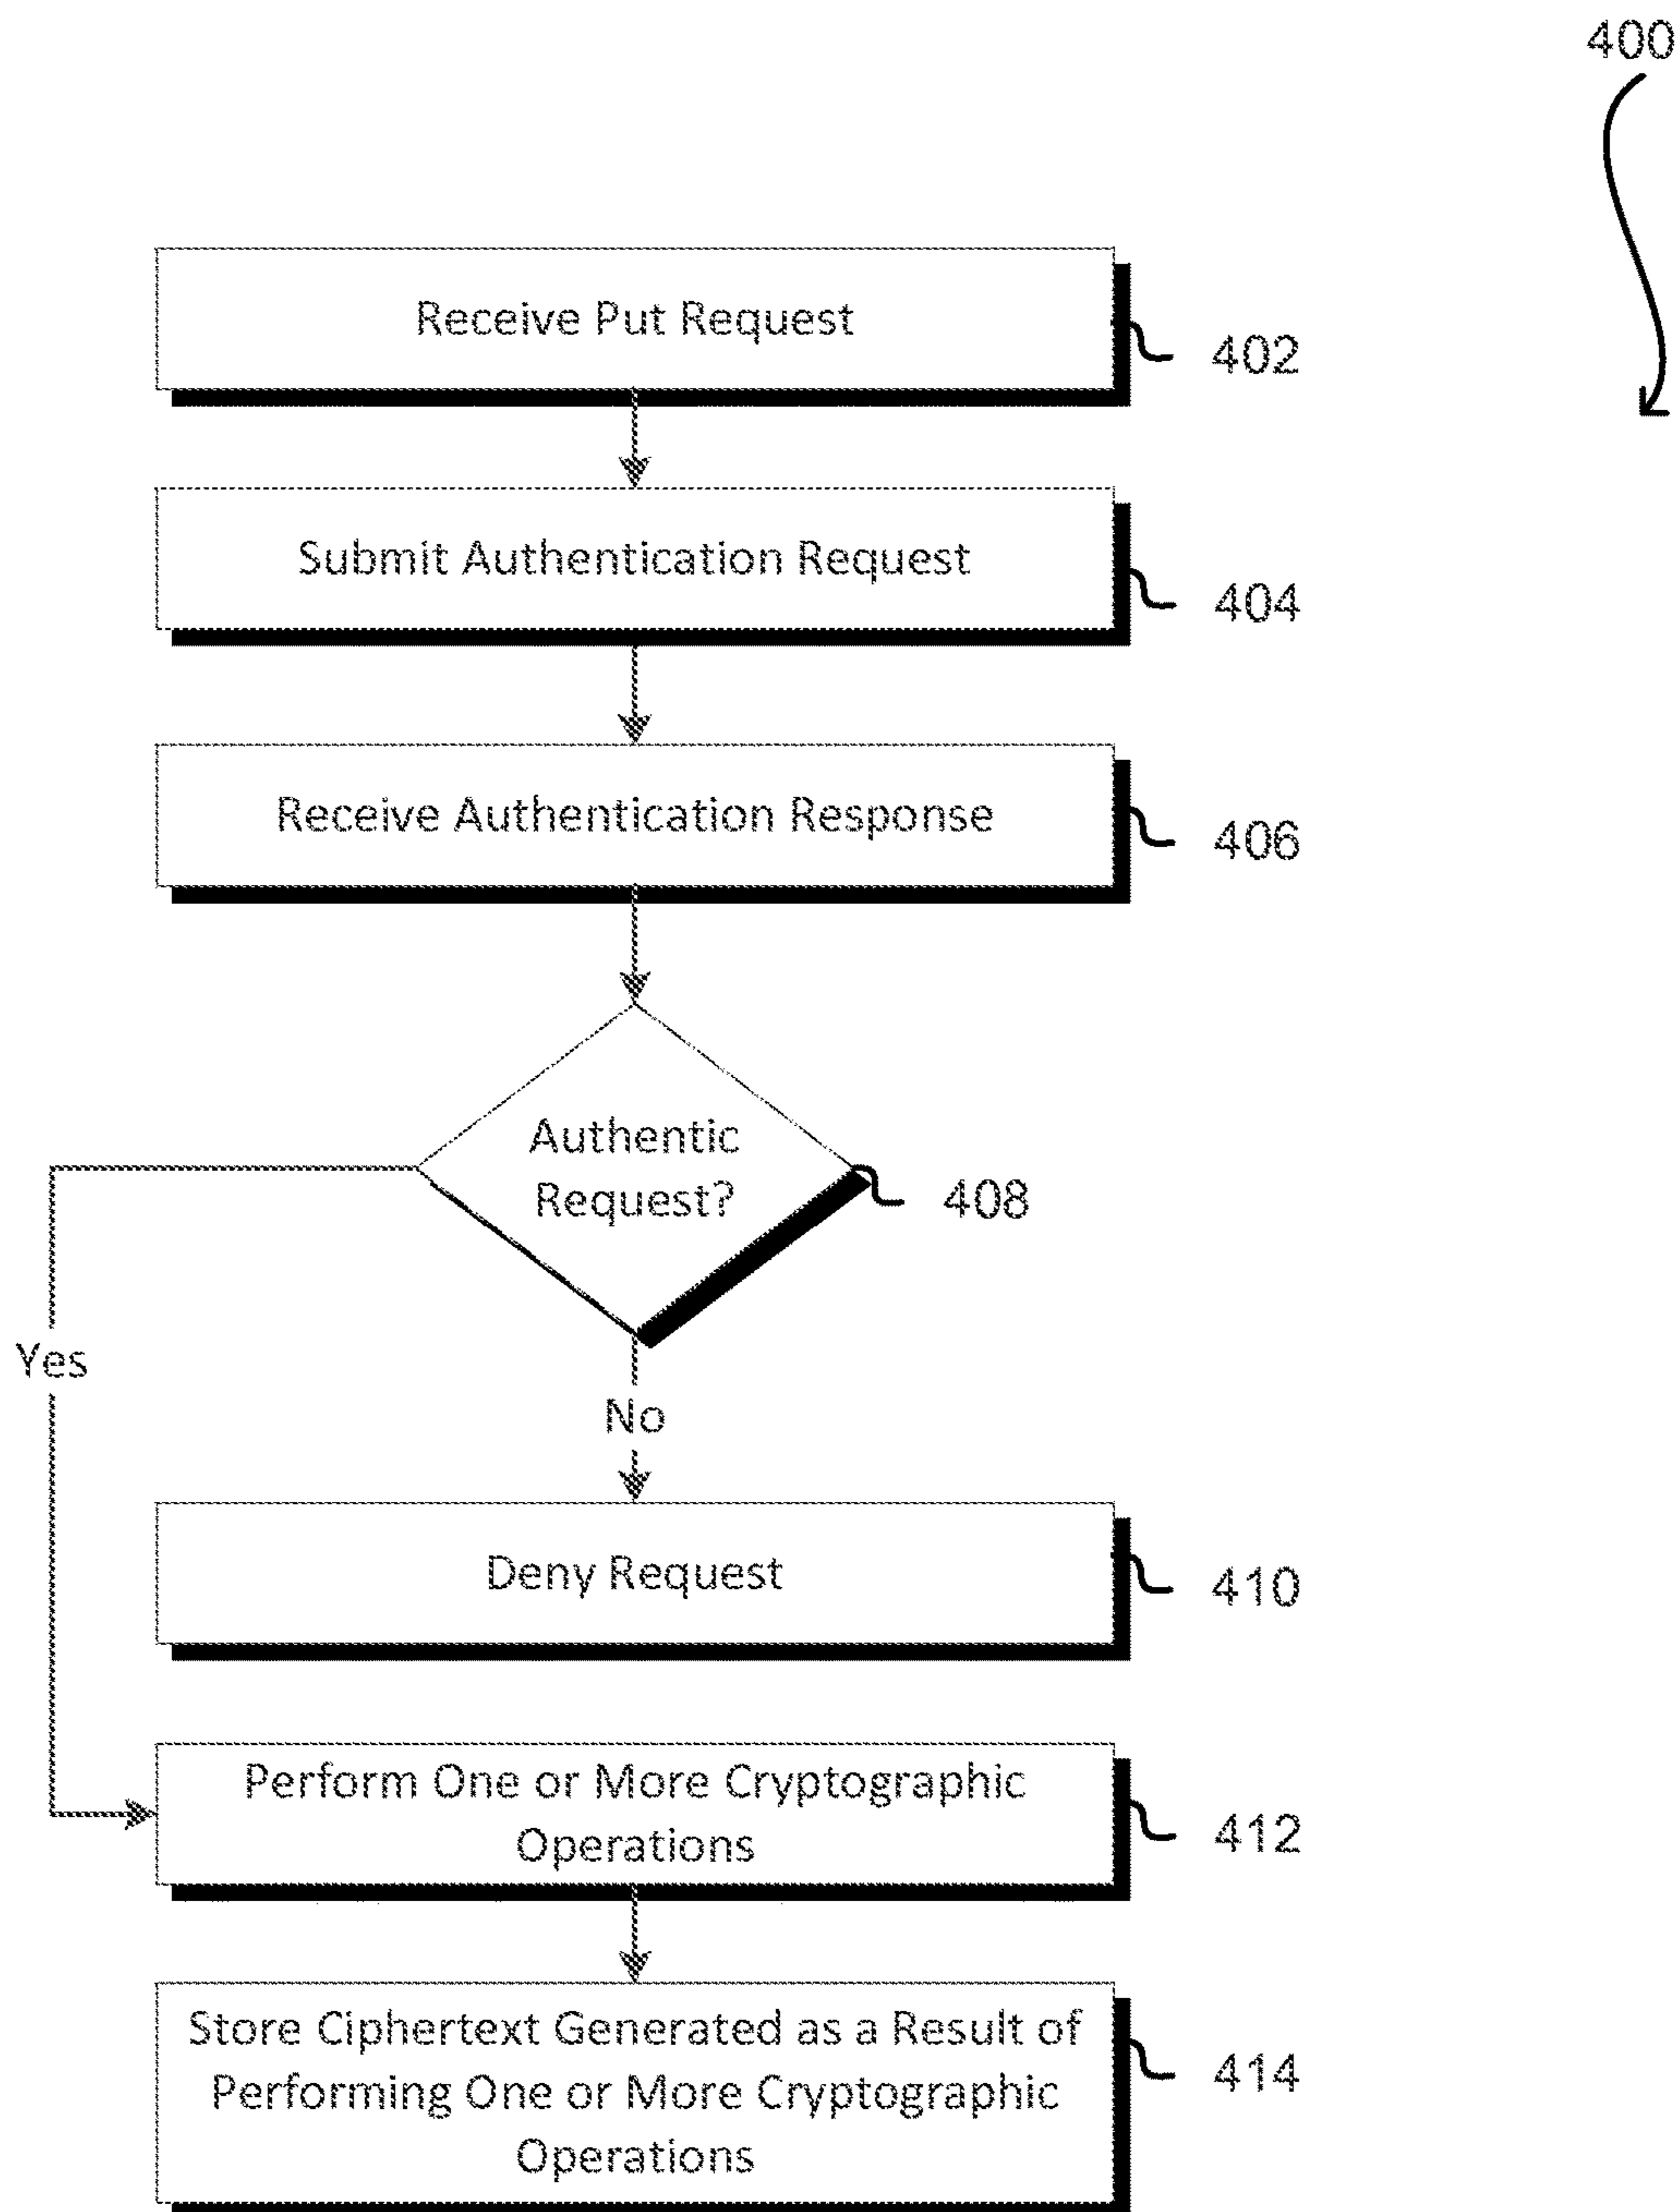 400
Receive Put Request
402
Submit Authentication Request
404
Receive Authentication Response
406
Authentic
Request?
408
Yes
No
Deny Request
410
Perform One or More Cryptographic
Operations
412
Store Ciphertext Generated as a Result of
Performing One or More Cryptographic
Operations
414